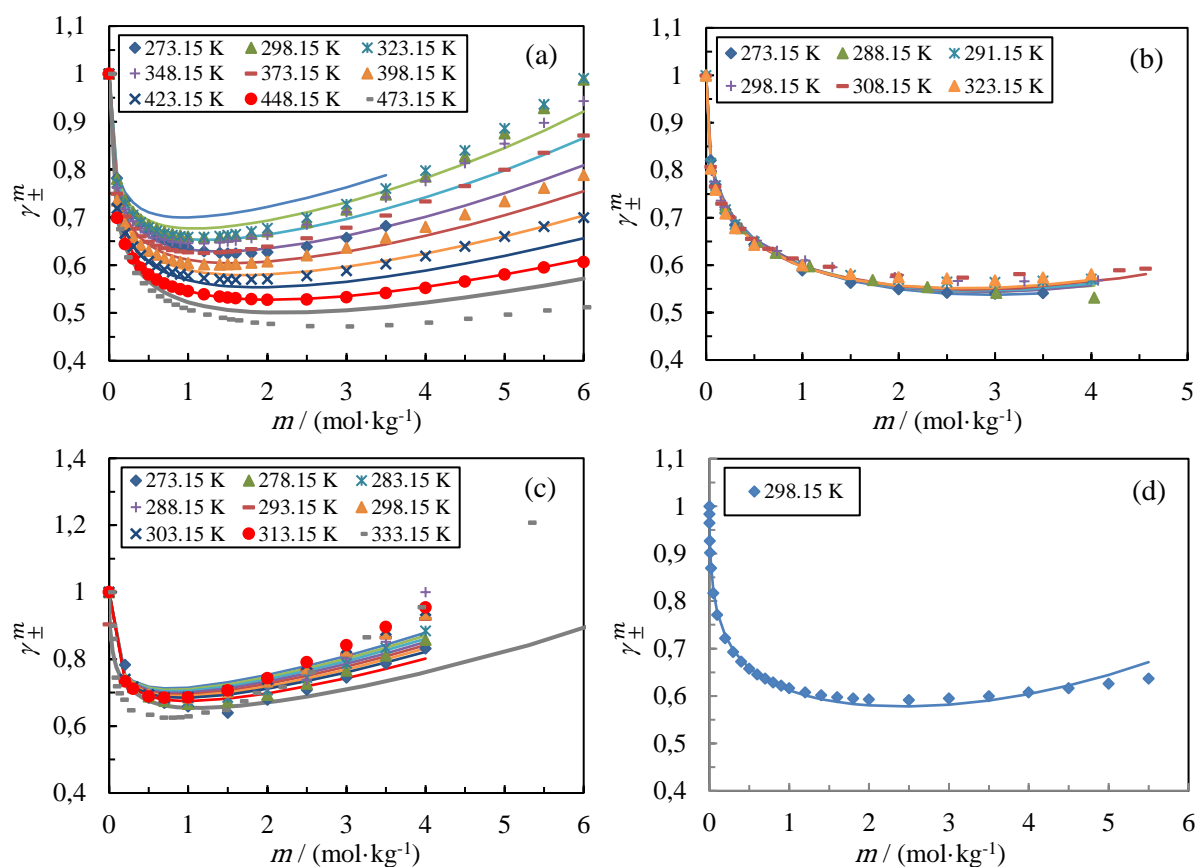 1,1
1
0,9
0,8
0,7
0,6
0,5
0,4
273.15 K 298.15 K 323.15 K
348.15 K 373.15 K 398.15 K
423.15 K 448.15 K 473.15 K
(a)
γ±m
0 1 2 3 4 5 6
m / (mol·kg-1)
1,1
1
0,9
0,8
0,7
0,6
0,5
0,4
273.15 K 288.15 K 291.15 K
298.15 K 308.15 K 323.15 K
(b)
γ±m
0 1 2 3 4 5
m / (mol·kg-1)
1,4
1,2
1
0,8
0,6
0,4
273.15 K 278.15 K 283.15 K
288.15 K 293.15 K 298.15 K
303.15 K 313.15 K 333.15 K
(c)
γ±m
0 1 2 3 4 5 6
m / (mol·kg-1)
1,1
1
0,9
0,8
0,7
0,6
0,5
0,4
298.15 K
(d)
γ±m
0 1 2 3 4 5 6
m / (mol·kg-1)